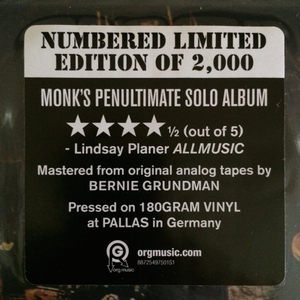 NUMBERED LIMITED
EDITION OF 2,000
MONK'S PENULTIMATE SOLO ALBUM
★★★★½ (out of 5)
- Lindsay Planer ALLMUSIC
Mastered from original analog tapes by
BERNIE GRUNDMAN
Pressed on 180GRAM VINYL
at PALLAS in Germany
orgmusic.com